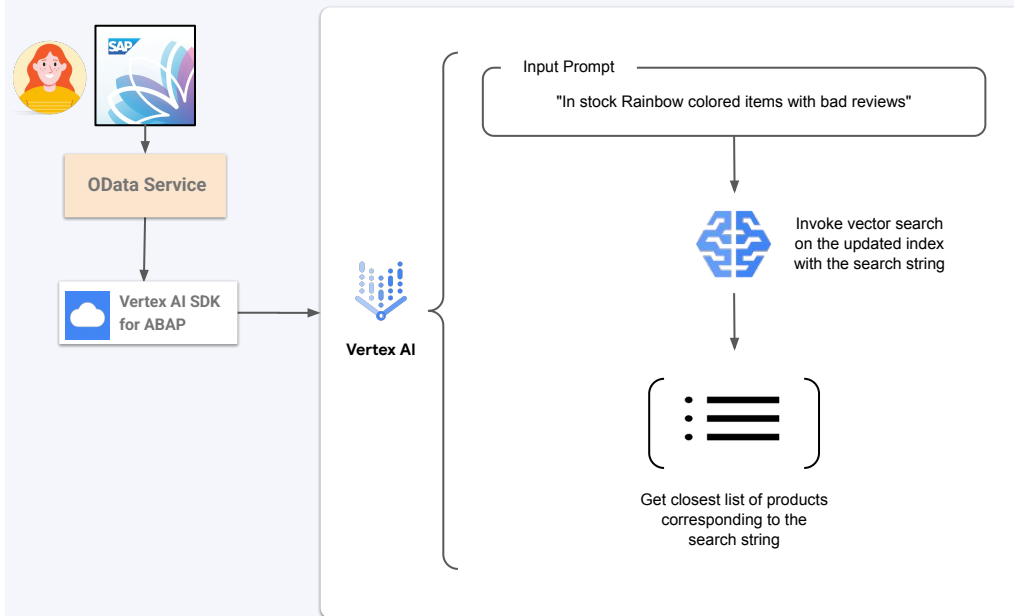 SAP
OData Service
Vertex AI SDK
for ABAP
Vertex AI
Input Prompt
"In stock Rainbow colored items with bad reviews"
Invoke vector search
on the updated index
with the search string
Get closest list of products
corresponding to the
search string